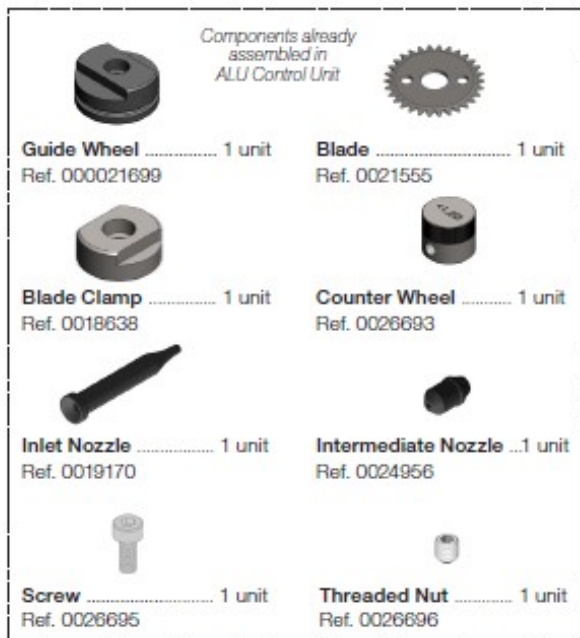 Components already
assembled in
ALU Control Unit
Guide Wheel ................ 1 unit
Ref. 000021699
Blade .......................... 1 unit
Ref. 0021555
Blade Clamp ............... 1 unit
Ref. 0018638
Counter Wheel ........... 1 unit
Ref. 0026693
Inlet Nozzle ................. 1 unit
Ref. 0019170
Intermediate Nozzle ...1 unit
Ref. 0024956
Screw ............................ 1 unit
Ref. 0026695
Threaded Nut ............. 1 unit
Ref. 0026696